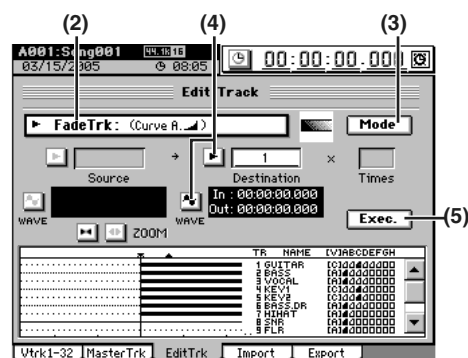 (2) (4) (3)
A001:Song001 44.1k 16
03/15/2005 08:05 00:00:00.000
Edit Track
FadeTrk: (Curve A. ) Mode
→ 1 ×
Source Destination Times
In : 00:00:00.000
Out: 00:00:00.000
WAVE WAVE Exec. (5)
ZOOM
TR NAME [V]ABCDEFGH
1 GUITAR
2 BASS
3 VOCAL
4 KEY1
5 KEY2
6 BASS.DR
7 HIHAT
8 SNR
9 FLR
Vtrk1-32 MasterTrk EditTrk Import Export